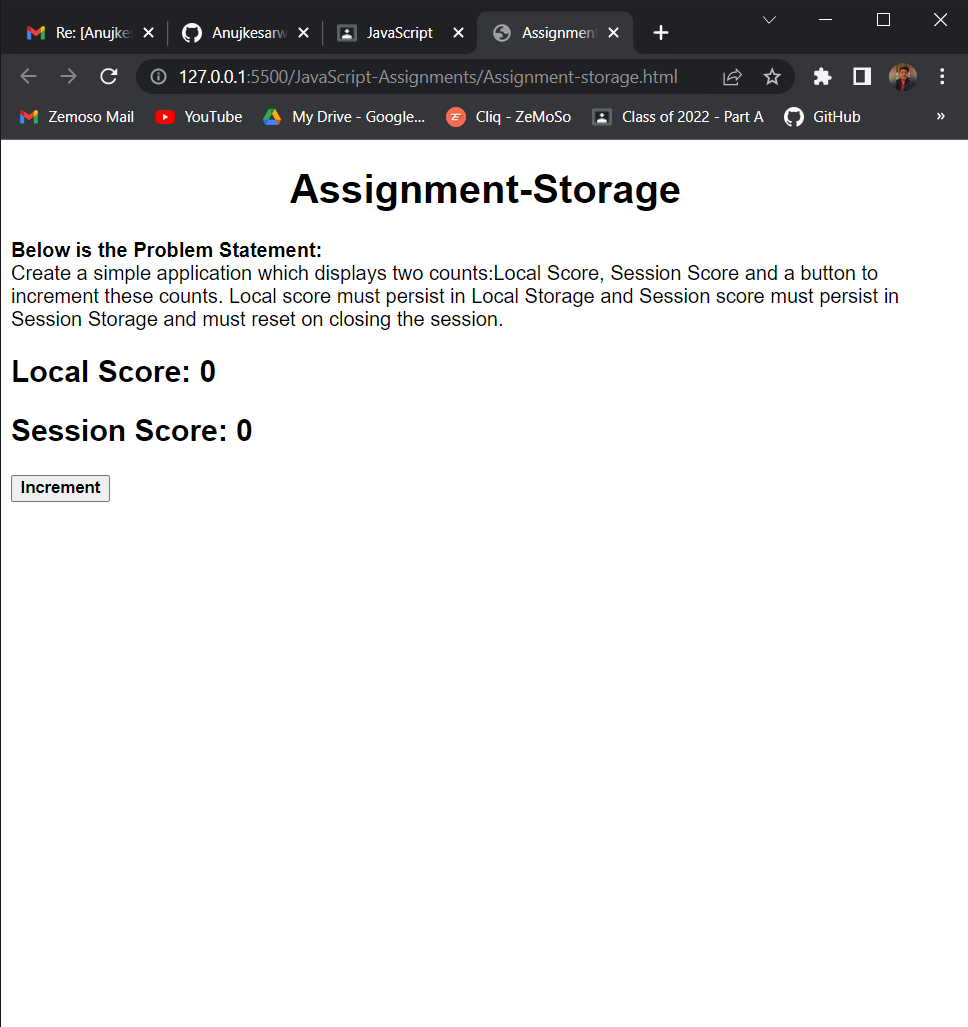 Re: [Anujke
Anujkesarw
JavaScript
Assignment
127.0.0.1:5500/JavaScript-Assignments/Assignment-storage.html
Zemoso Mail
YouTube
My Drive - Google...
Cliq - ZeMoSo
Class of 2022 - Part A
GitHub
»
Assignment-Storage
Below is the Problem Statement:
Create a simple application which displays two counts:Local Score, Session Score and a button to
increment these counts. Local score must persist in Local Storage and Session score must persist in
Session Storage and must reset on closing the session.
Local Score: 0
Session Score: 0
Increment